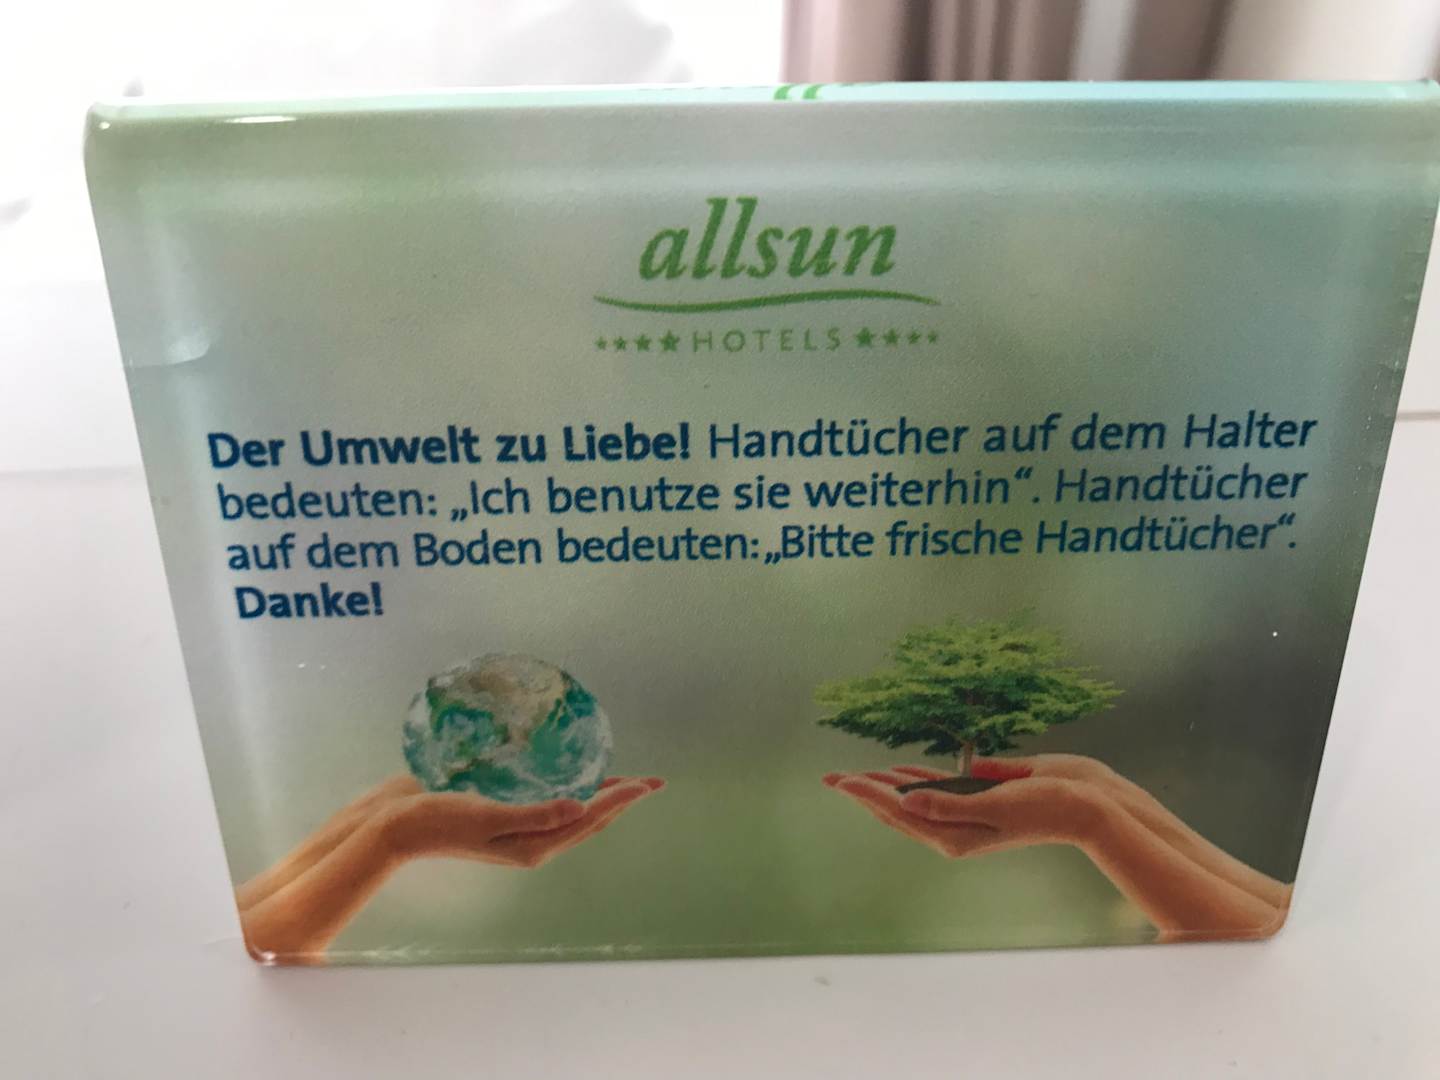 allsun
HOTELS
Der Umwelt zu Liebe! Handtücher auf dem Halter
bedeuten: „Ich benutze sie weiterhin“. Handtücher
auf dem Boden bedeuten:„Bitte frische Handtücher“.
Danke!